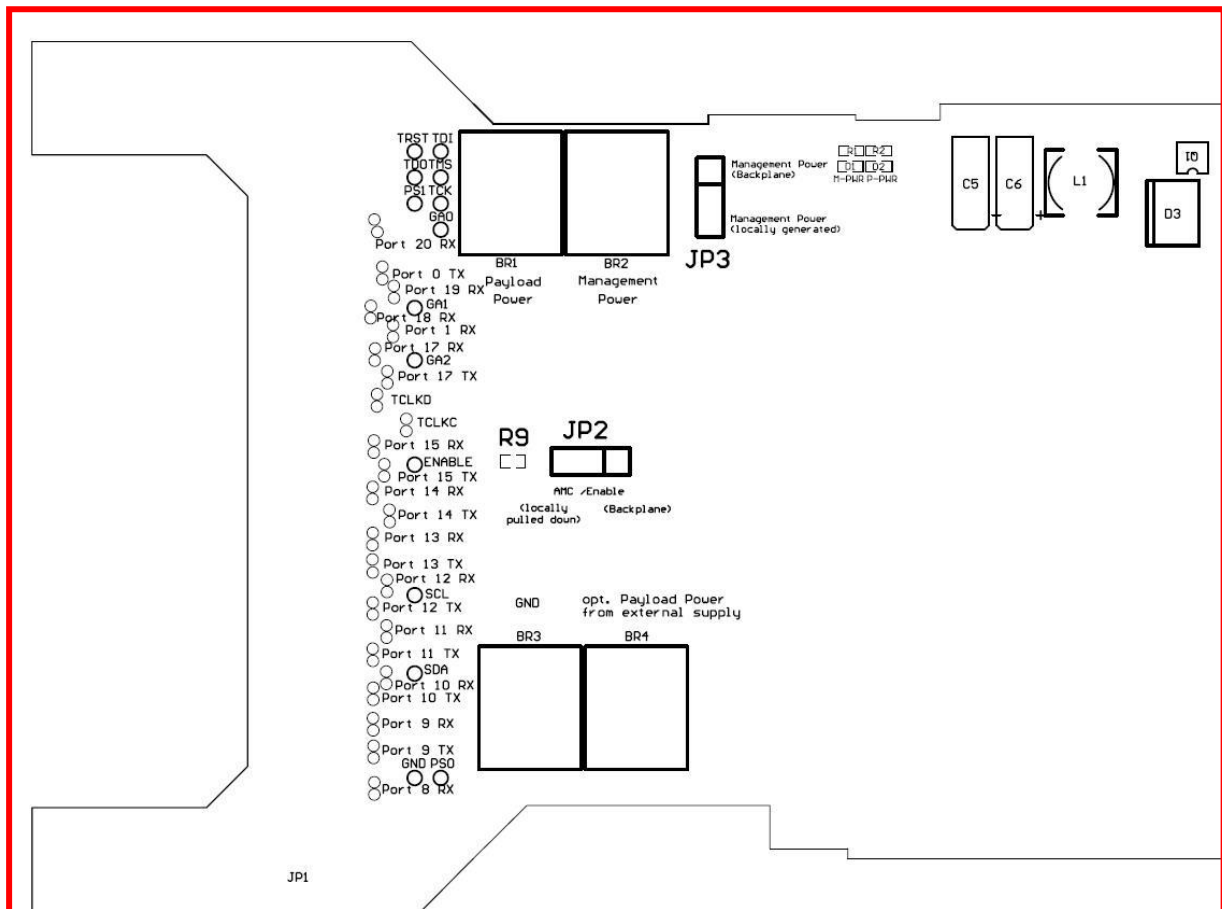 TRST TDI
TDO TMS
PS1 TCK
GA0
Port 20 RX
Port 0 TX
Port 19 RX
GA1
Port 18 RX
Port 1 RX
Port 17 RX
GA2
Port 17 TX
TCLKD
TCLKC
Port 15 RX
ENABLE
Port 15 TX
Port 14 RX
Port 14 TX
Port 13 RX
Port 13 TX
Port 12 RX
SCL
Port 12 TX
Port 11 RX
Port 11 TX
SDA
Port 10 RX
Port 10 TX
Port 9 RX
Port 9 TX
GND PS0
Port 8 RX
BR1
Payload
Power
BR2
Management
Power
JP3
Management Power
(Backplane)
Management Power
(locally generated)
R1 R2
D1 D2
M-PWR P-PWR
C5
C6
+
L1
Q1
D3
R9
JP2
AMC /Enable
(locally
pulled down)
(Backplane)
GND
opt. Payload Power
from external supply
BR3
BR4
JP1